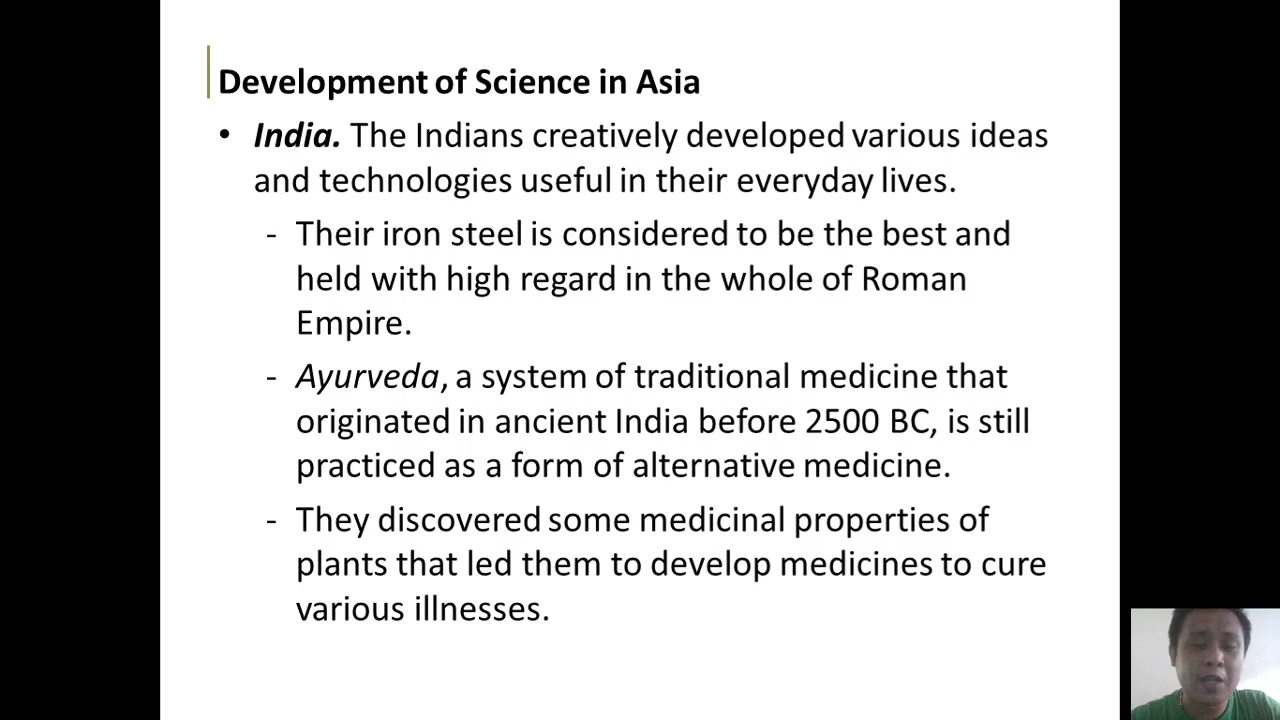 Development of Science in Asia
• India. The Indians creatively developed various ideas
and technologies useful in their everyday lives.
- Their iron steel is considered to be the best and
held with high regard in the whole of Roman
Empire.
- Ayurveda, a system of traditional medicine that
originated in ancient India before 2500 BC, is still
practiced as a form of alternative medicine.
- They discovered some medicinal properties of
plants that led them to develop medicines to cure
various illnesses.